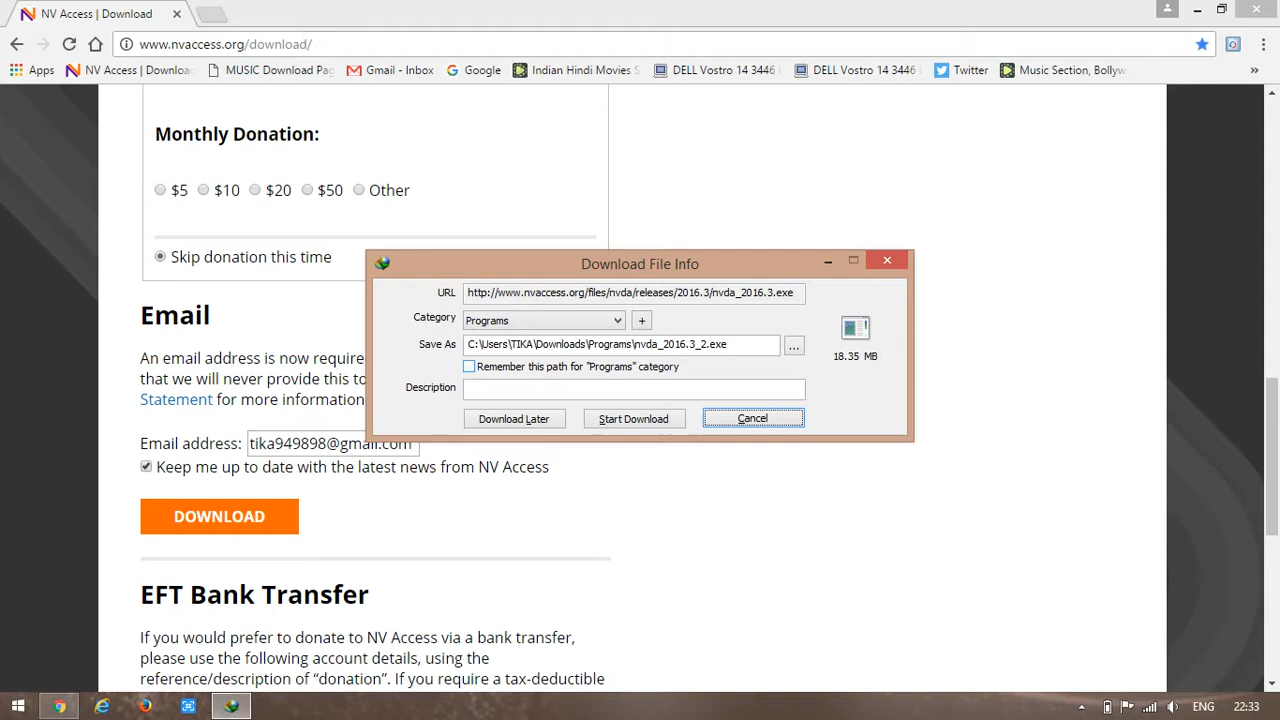 NV Access | Download
www.nvaccess.org/download/
Apps NV Access | Downloa MUSIC Download Pag Gmail - Inbox Google Indian Hindi Movies S DELL Vostro 14 3446 DELL Vostro 14 3446 Twitter Music Section, Bollyw »
Monthly Donation:
$5 $10 $20 $50 Other
Skip donation this time
Download File Info
URL http://www.nvaccess.org/files/nvda/releases/2016.3/nvda_2016.3.exe
Category Programs +
Save As C:\Users\TIKA\Downloads\Programs\nvda_2016.3_2.exe ...
18.35 MB
Remember this path for "Programs" category
Description
Download Later Start Download Cancel
Email
An email address is now require
that we will never provide this to
Statement for more information
Email address: tika949898@gmail.com
Keep me up to date with the latest news from NV Access
DOWNLOAD
EFT Bank Transfer
If you would prefer to donate to NV Access via a bank transfer,
please use the following account details, using the
reference/description of “donation”. If you require a tax-deductible
ENG 22:33